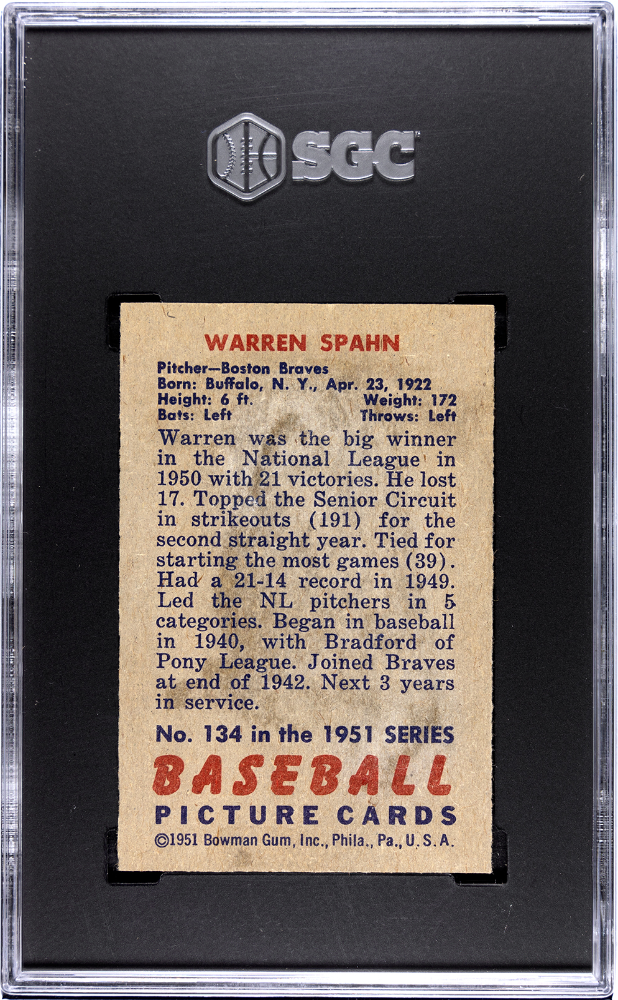 SGC
WARREN SPAHN
Pitcher—Boston Braves
Born: Buffalo, N. Y., Apr. 23, 1922
Height: 6 ft. Weight: 172
Bats: Left Throws: Left
Warren was the big winner
in the National League in
1950 with 21 victories. He lost
17. Topped the Senior Circuit
in strikeouts (191) for the
second straight year. Tied for
starting the most games (39).
Had a 21-14 record in 1949.
Led the NL pitchers in 5
categories. Began in baseball
in 1940, with Bradford of
Pony League. Joined Braves
at end of 1942. Next 3 years
in service.
No. 134 in the 1951 SERIES
BASEBALL
PICTURE CARDS
©1951 Bowman Gum, Inc., Phila., Pa., U. S. A.